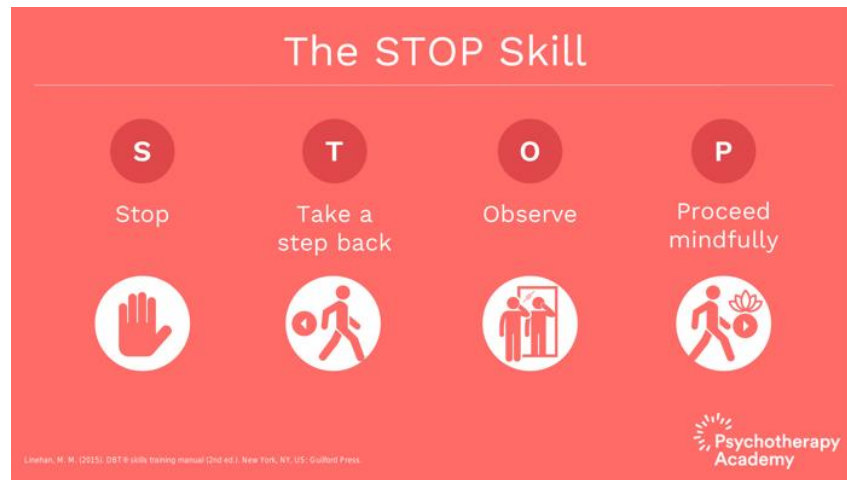 The STOP Skill
S
T
O
P
Stop
Take a
step back
Observe
Proceed
mindfully
Linehan, M. M. (2015). DBT® skills training manual (2nd ed.). New York, NY, US: Guilford Press.
Psychotherapy
Academy